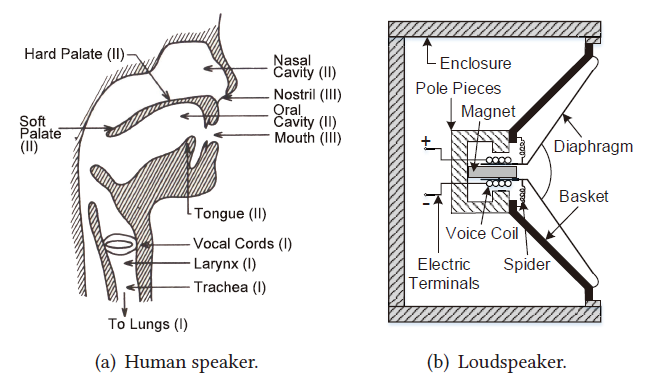 Hard Palate (II)
Nasal
Cavity (II)
Nostril (III)
Oral
Cavity (II)
Mouth (III)
Soft
Palate
(II)
Tongue (II)
Vocal Cords (I)
Larynx (I)
Trachea (I)
To Lungs (I)
(a) Human speaker.
Enclosure
Pole Pieces
Magnet
+
Diaphragm
-
Basket
Voice Coil
Electric
Terminals
Spider
(b) Loudspeaker.